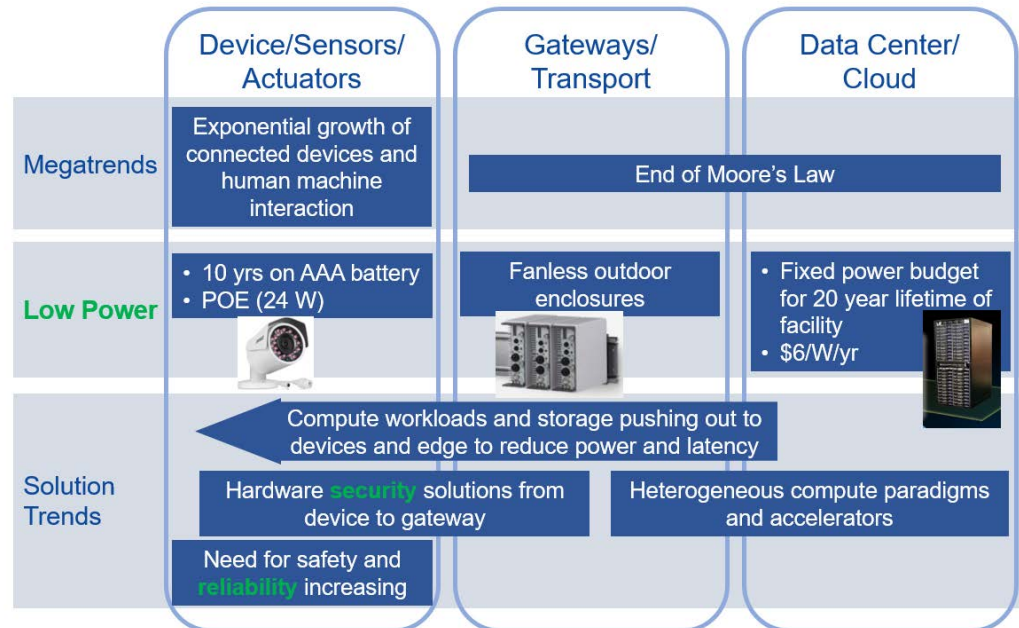 Device/Sensors/
Actuators
Gateways/
Transport
Data Center/
Cloud
Megatrends
Exponential growth of
connected devices and
human machine
interaction
End of Moore's Law
Low Power
• 10 yrs on AAA battery
• POE (24 W)
Fanless outdoor
enclosures
• Fixed power budget
for 20 year lifetime of
facility
• $6/W/yr
Solution
Trends
Compute workloads and storage pushing out to
devices and edge to reduce power and latency
Hardware security solutions from
device to gateway
Heterogeneous compute paradigms
and accelerators
Need for safety and
reliability increasing